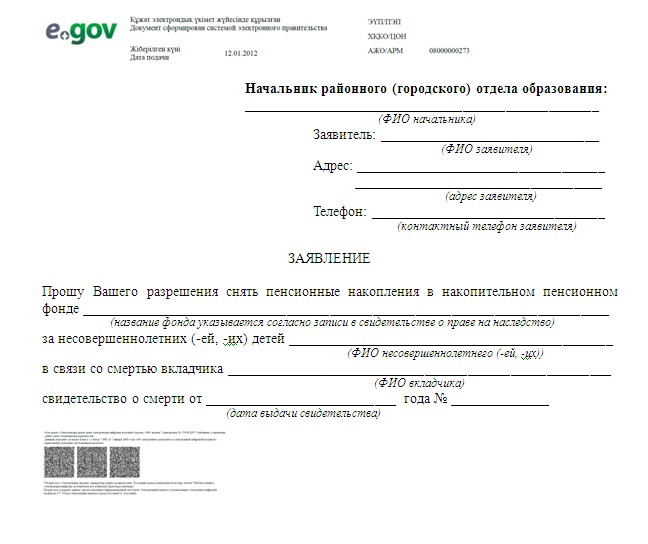 e.gov
Құжат электрондық үкімет жүйесінде құрылған
Документ сформирован системой электронного правительства
Жіберілген күні
Дата подачи
12.01.2012
ЭҮП/ПЭП
ХҚКО/ЦОН
АЖО/АРМ 08000000273
Начальник районного (городского) отдела образования:
(ФИО начальника)
Заявитель:
(ФИО заявителя)
Адрес:
(адрес заявителя)
Телефон:
(контактный телефон заявителя)
ЗАЯВЛЕНИЕ
Прошу Вашего разрешения снять пенсионные накопления в накопительном пенсионном
фонде
(название фонда указывается согласно записи в свидетельстве о праве на наследство)
за несовершеннолетних (-ей, -их) детей
(ФИО несовершеннолетнего (-ей, -их))
в связи со смертью вкладчика
(ФИО вкладчика)
свидетельство о смерти от года №
(дата выдачи свидетельства)